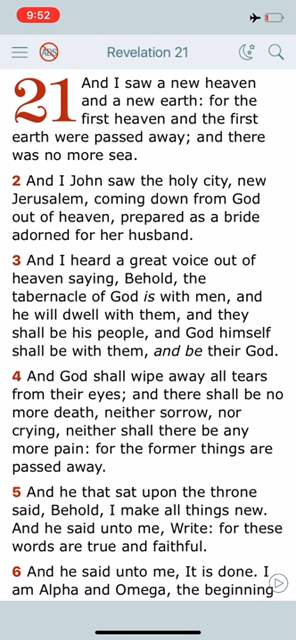 9:52
ADS
Revelation 21
21 And I saw a new heaven
and a new earth: for the
first heaven and the first
earth were passed away; and there
was no more sea.
2 And I John saw the holy city, new
Jerusalem, coming down from God
out of heaven, prepared as a bride
adorned for her husband.
3 And I heard a great voice out of
heaven saying, Behold, the
tabernacle of God is with men, and
he will dwell with them, and they
shall be his people, and God himself
shall be with them, and be their God.
4 And God shall wipe away all tears
from their eyes; and there shall be no
more death, neither sorrow, nor
crying, neither shall there be any
more pain: for the former things are
passed away.
5 And he that sat upon the throne
said, Behold, I make all things new.
And he said unto me, Write: for these
words are true and faithful.
6 And he said unto me, It is done. I
am Alpha and Omega, the beginning